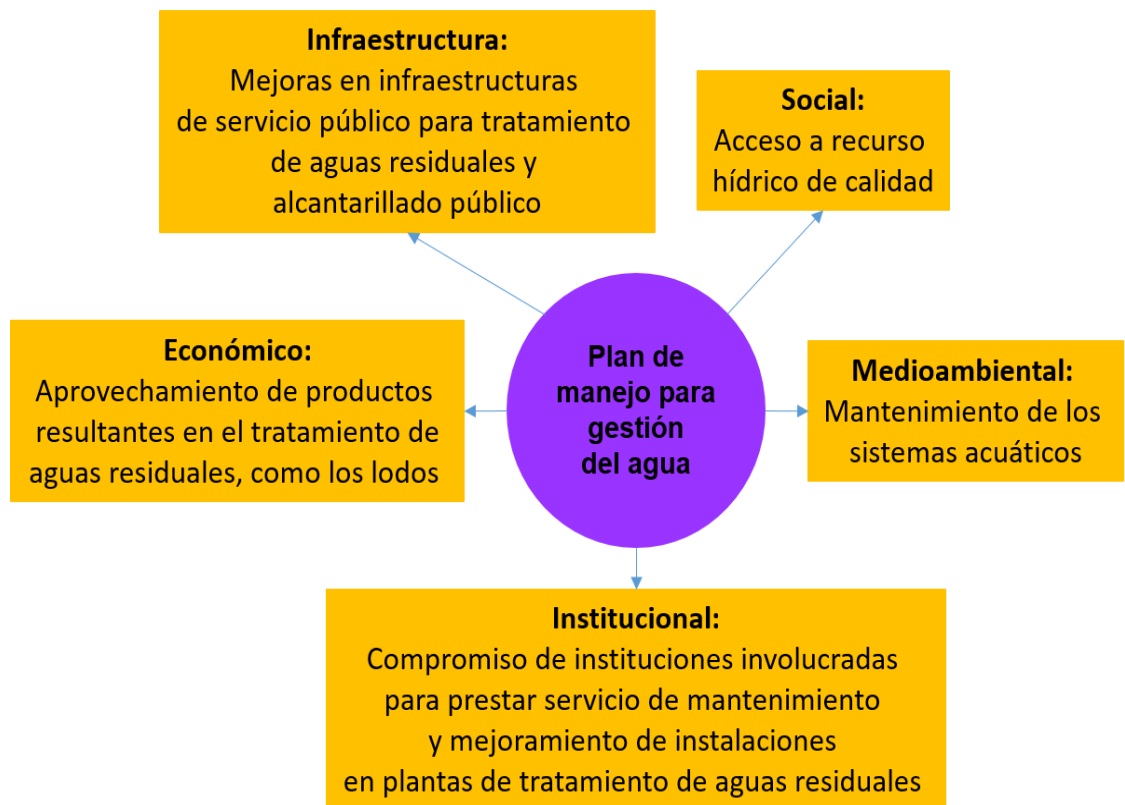 Infraestructura:
Mejoras en infraestructuras
de servicio público para tratamiento
de aguas residuales y
alcantarillado público
Social:
Acceso a recurso
hídrico de calidad
Económico:
Aprovechamiento de productos
resultantes en el tratamiento de
aguas residuales, como los lodos
Plan de
manejo para
gestión
del agua
Medioambiental:
Mantenimiento de los
sistemas acuáticos
Institucional:
Compromiso de instituciones involucradas
para prestar servicio de mantenimiento
y mejoramiento de instalaciones
en plantas de tratamiento de aguas residuales